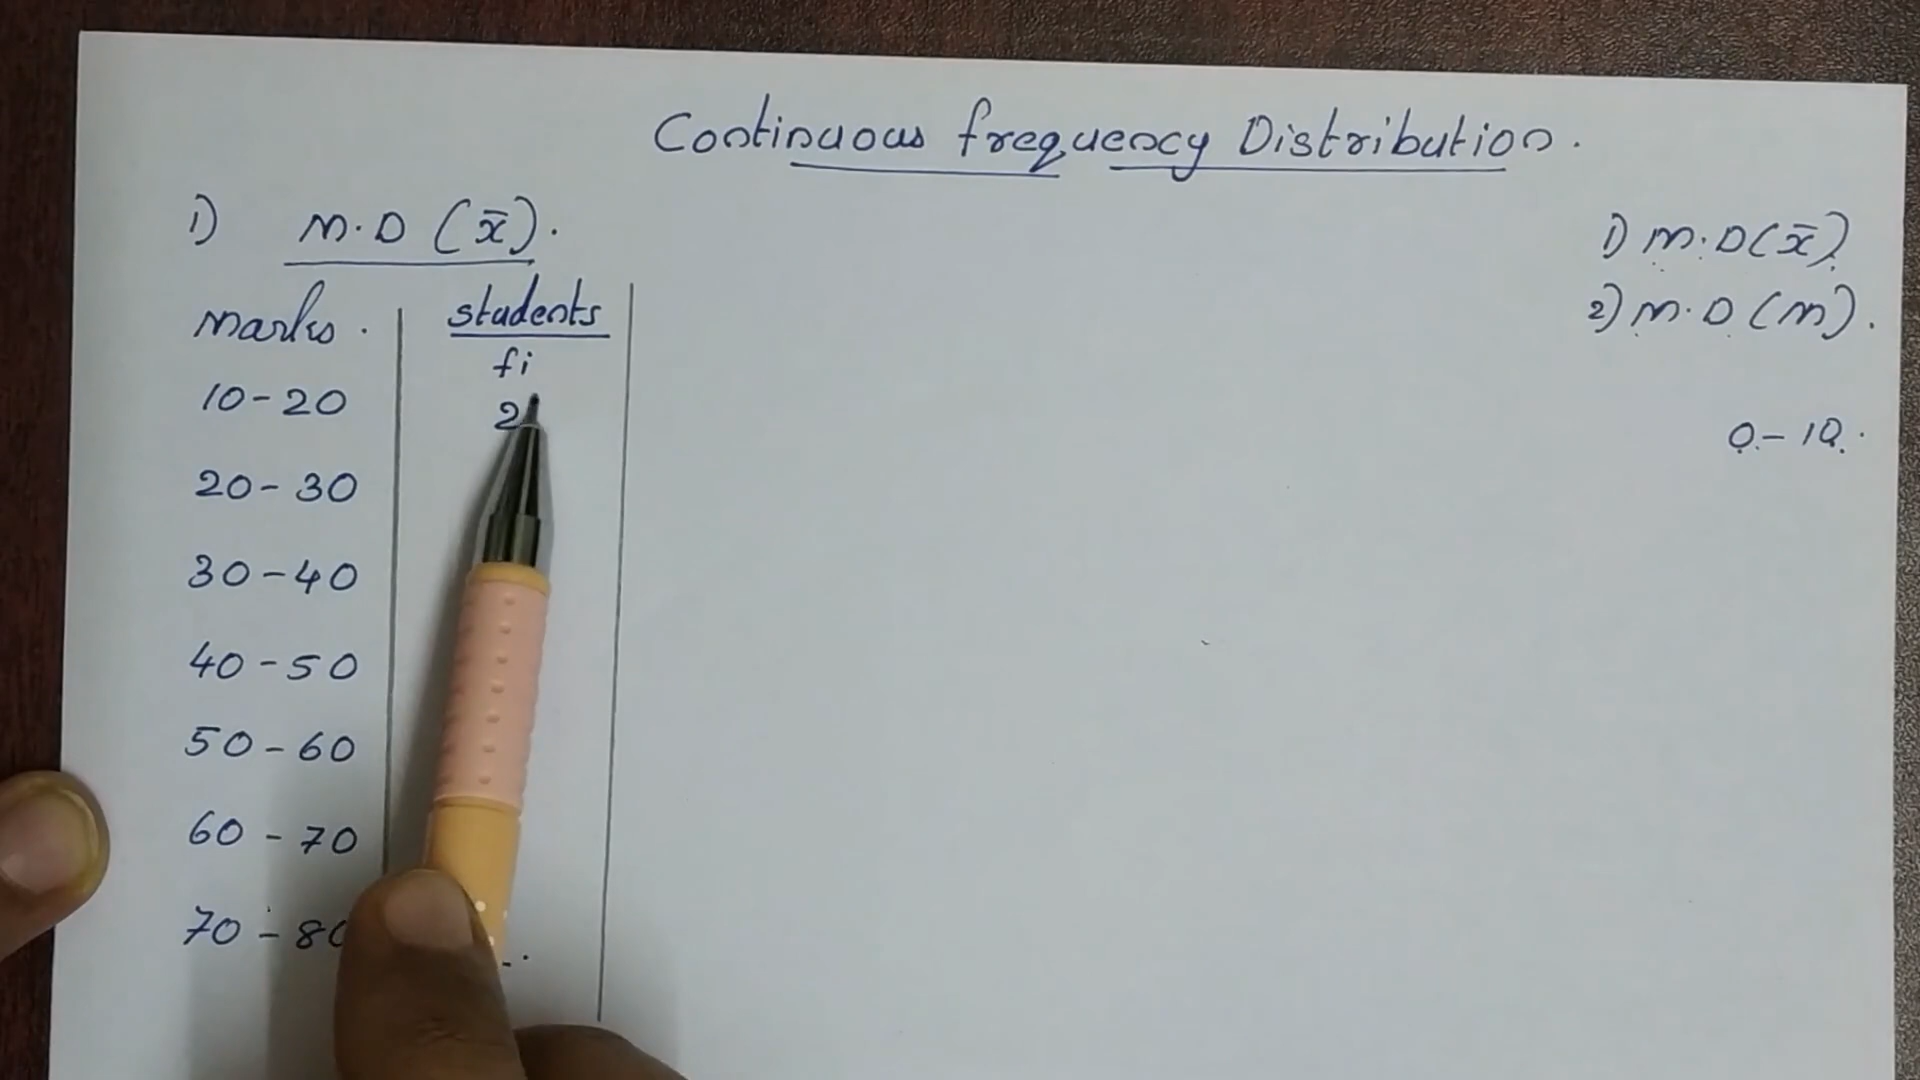 Continuous frequency Distribution.
1) M.D (x̄).
1) M.D(x̄)
2) M.D (M).
0-10.
Marks. students
fi
10-20 2
20-30
30-40
40-50
50-60
60-70
70-80